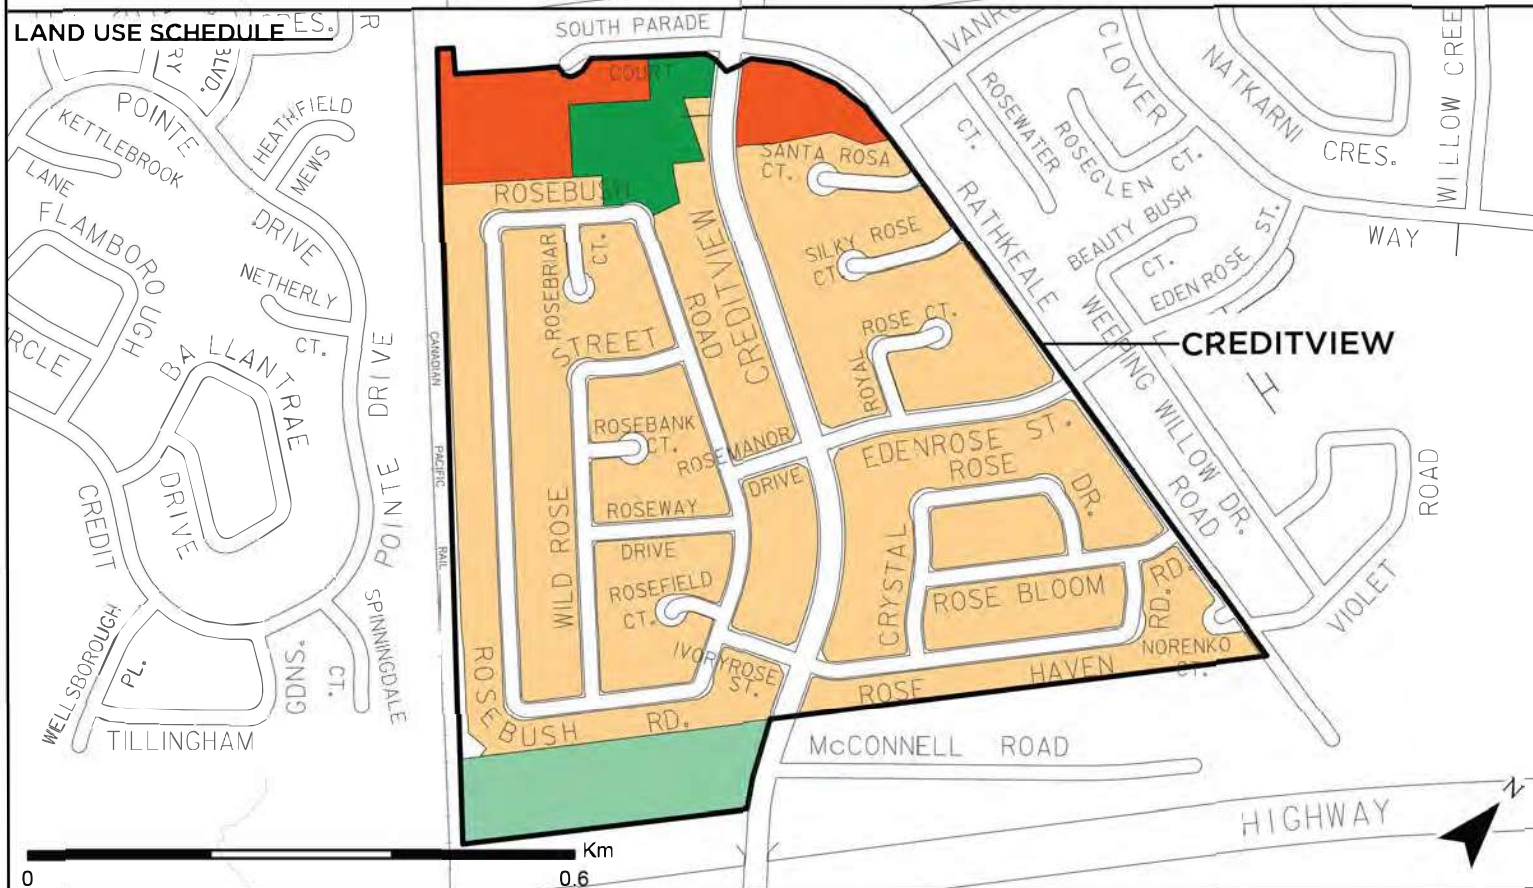 LAND USE SCHEDULE
CRES.
RY
BLVD.
R
SOUTH PARADE
COURT
VANRO
CLOVER
NATKARNI
CRES.
WILLOW CREE
WAY
POINTE
DRIVE
KETTLEBROOK
LANE
HEATHFIELD
MEWS
FLAMBOROUGH
RCLE
NETHERLY
CT.
BALLANTRAE
DRIVE
CREDIT
POINTE DRIVE
WELLSBOROUGH
PL.
TILLINGHAM
GDNS.
SPINNINGDALE
CT.
CANADIAN
PACIFIC
RAIL
ROSEBUSH
ROSEBRIAR
CT.
STREET
WILD ROSE
ROSEBANK
CT.
ROSEWAY
DRIVE
ROSEFIELD
CT.
ROSEBUSH
RD.
IVORYROSE
ST.
ROSEMANOR
DRIVE
CREDITVIEW
ROAD
SANTA ROSA
CT.
SILKY ROSE
CT.
ROYAL
ROSE CT.
EDENROSE ST.
CRYSTAL
ROSE
DR.
ROSE BLOOM
RD.
ROSE HAVEN
RD.
NORENKO
CT.
RATHKEALE
ROAD
ROSEWATER
CT.
ROSEGLEN
CT.
BEAUTY BUSH
CT.
EDENROSE ST.
WEEPING WILLOW DR.
CREDITVIEW
VIOLET
ROAD
McCONNELL ROAD
HIGHWAY
N
Km
0
0.6